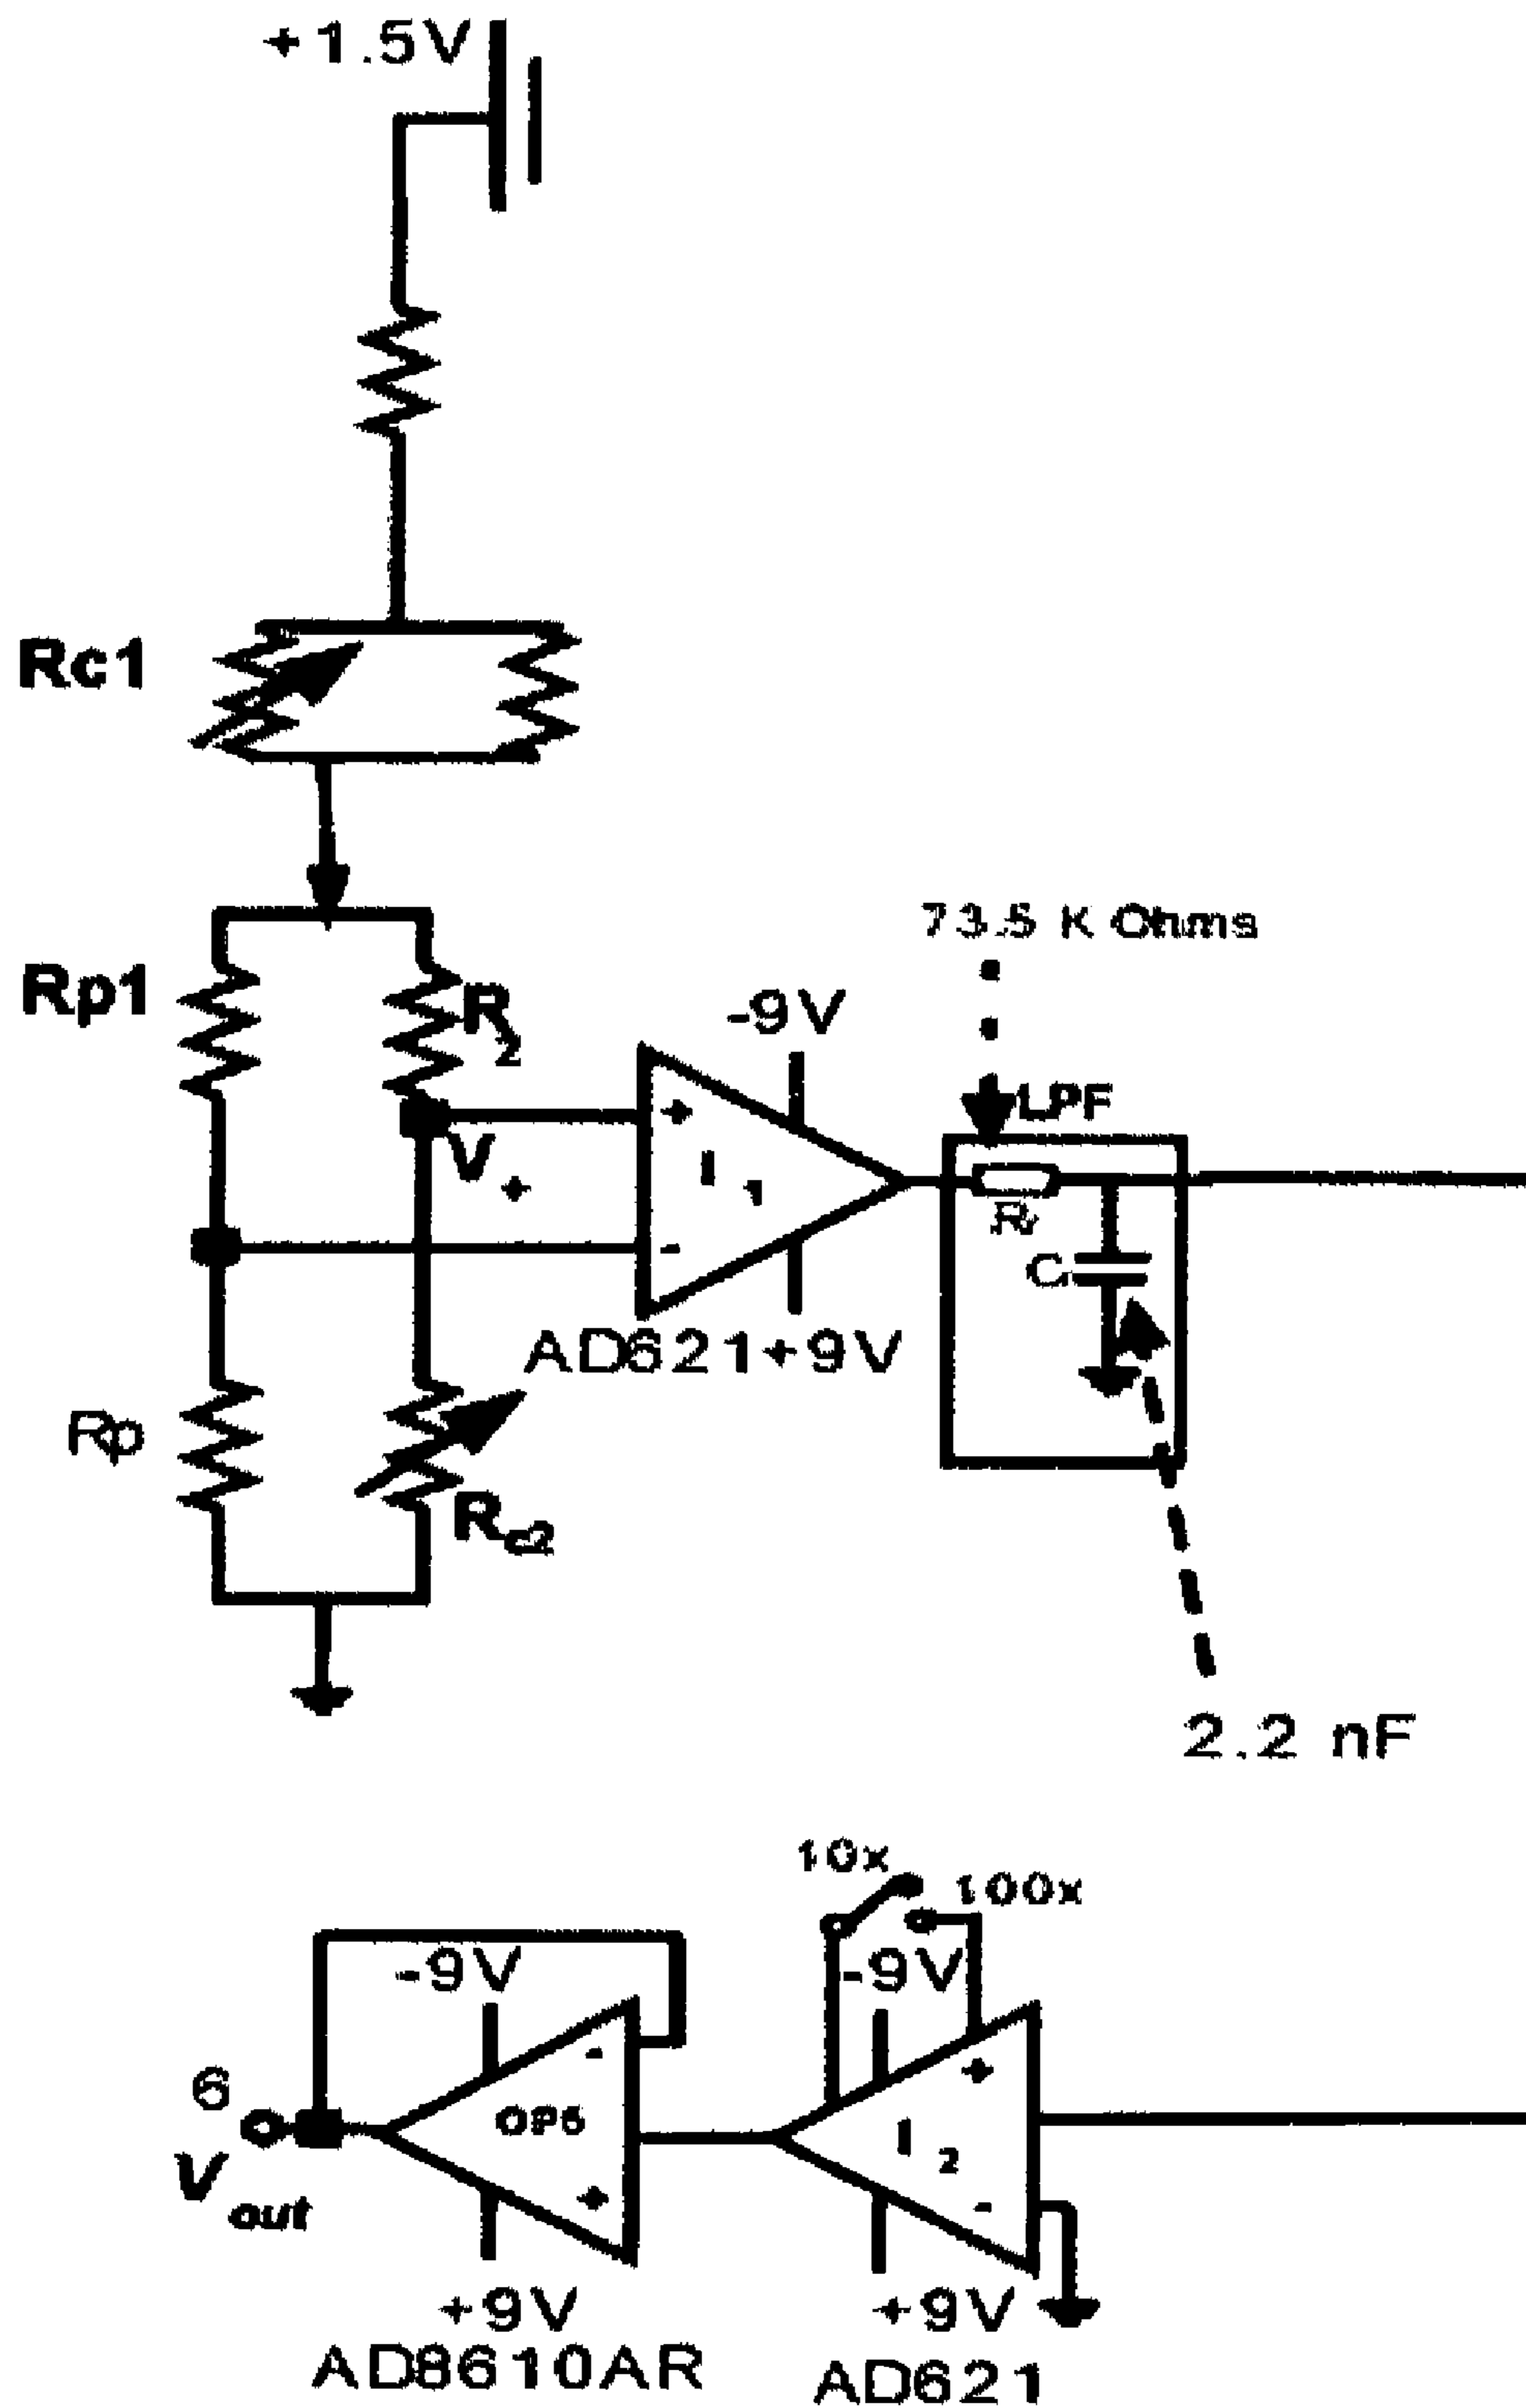 +1.5V
Rc1
73.5 K Ohms
Rp1
R2
-9V
LPF
+
V+
I1
R
-
C
AD621+9V
Rp
Rc2
2.2 nF
10x
100x
-9V
-9V
-
+
6
OP5
I2
Vout
+
-
+9V
+9V
AD8610AR
AD621